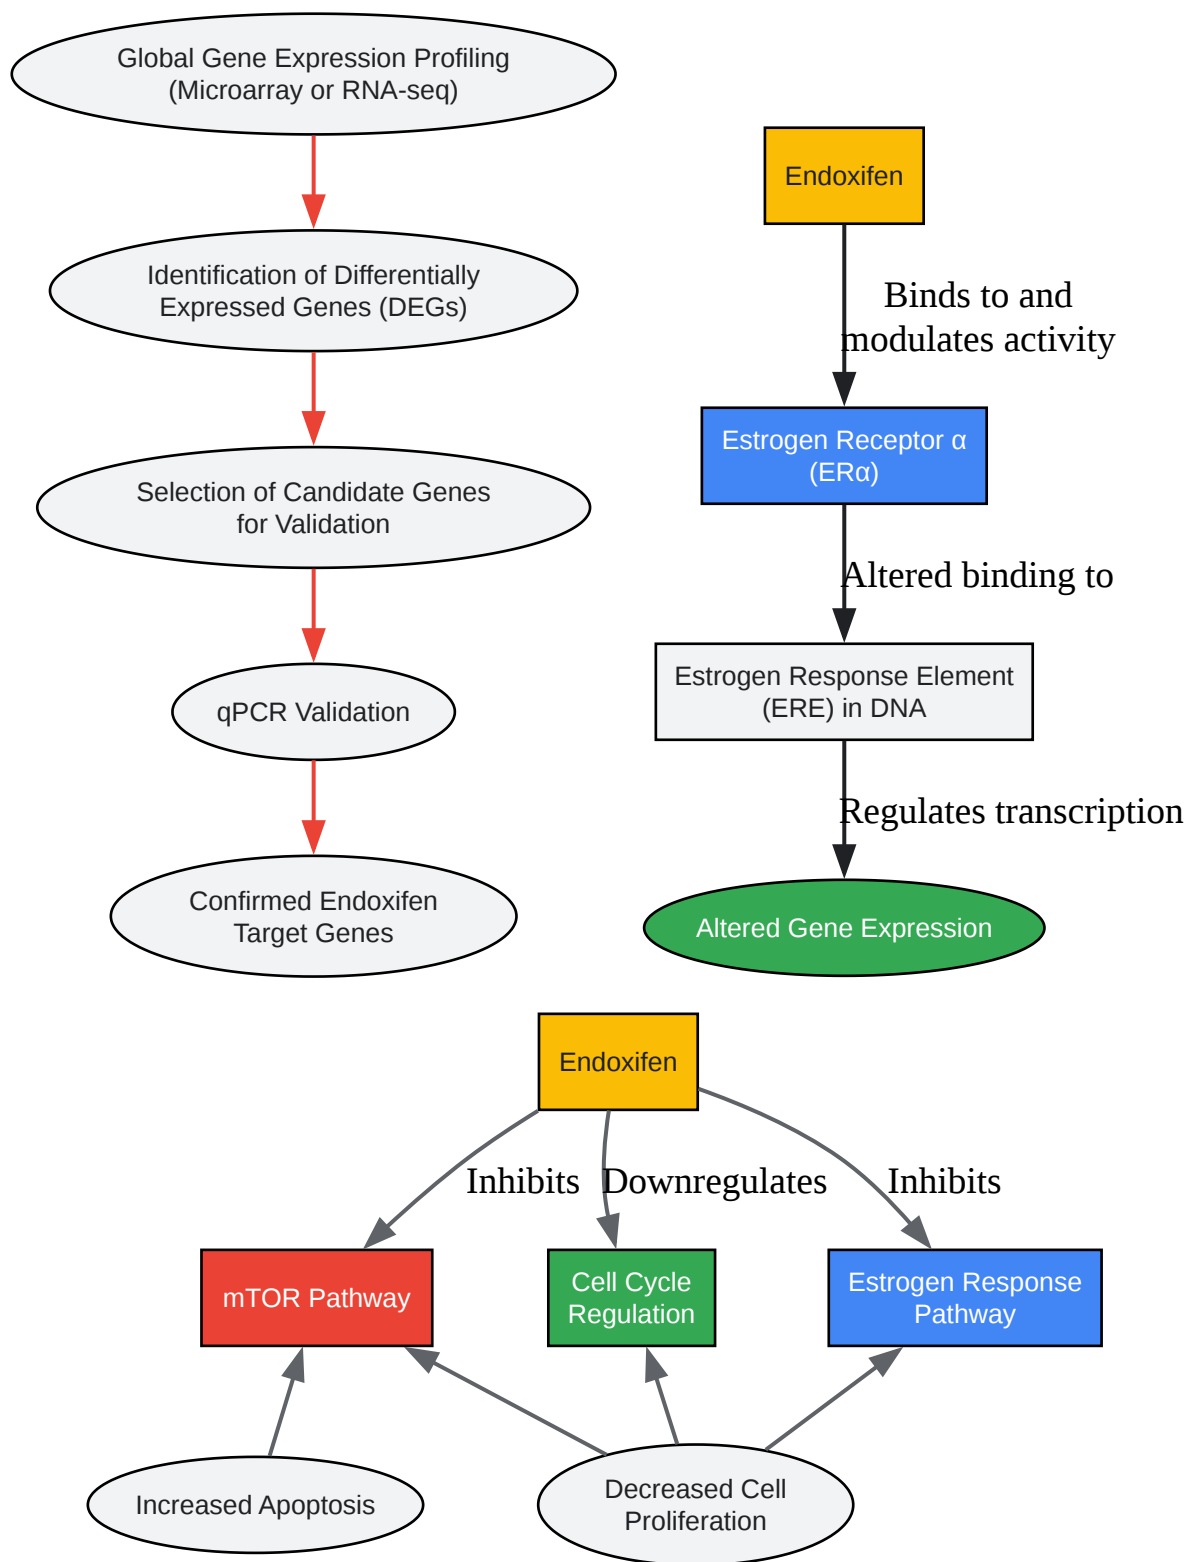 Global Gene Expression Profiling
(Microarray or RNA-seq)
Identification of Differentially
Expressed Genes (DEGs)
Selection of Candidate Genes
for Validation
qPCR Validation
Confirmed Endoxifen
Target Genes
Endoxifen
Binds to and
modulates activity
Estrogen Receptor α
(ERα)
Altered binding to
Estrogen Response Element
(ERE) in DNA
Regulates transcription
Altered Gene Expression
Endoxifen
Inhibits
Downregulates
Inhibits
mTOR Pathway
Cell Cycle
Regulation
Estrogen Response
Pathway
Increased Apoptosis
Decreased Cell
Proliferation